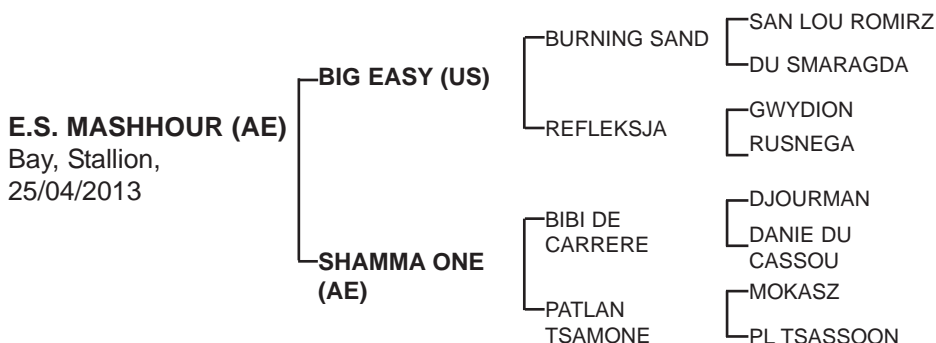 E.S. MASHHOUR (AE)
Bay, Stallion,
25/04/2013
BIG EASY (US)
SHAMMA ONE
(AE)
BURNING SAND
REFLEKSJA
BIBI DE
CARRERE
PATLAN
TSAMONE
SAN LOU ROMIRZ
DU SMARAGDA
GWYDION
RUSNEGA
DJOURMAN
DANIE DU
CASSOU
MOKASZ
PL TSASSOON